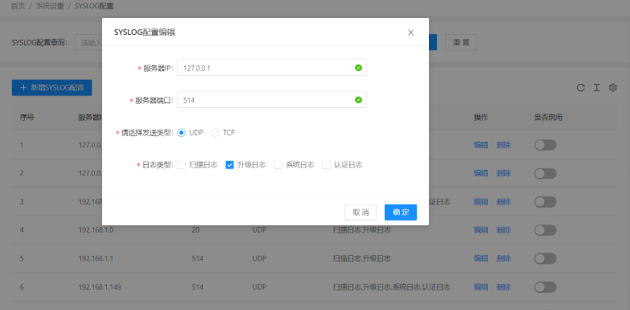 首页 / 系统设置 / SYSLOG配置
SYSLOG配置查询: 请输入 重 置
+ 新增SYSLOG配置
SYSLOG配置编辑
* 服务器IP: 127.0.0.1
* 服务器端口: 514
* 请选择发送类型: UDP TCP
* 日志类型: 扫描日志 升级日志 系统日志 认证日志
取 消 确 定
序号 服务器 操作 是否启用
1 127.0.0. 编辑 删除
2 127.0.0. 编辑 删除
3 192.168. 证日志 编辑 删除
4 192.168.1.0 20 UDP 扫描日志,升级日志 编辑 删除
5 192.168.1.1 514 UDP 扫描日志,升级日志 编辑 删除
6 192.168.1.149 514 UDP 扫描日志,升级日志,系统日志,认证日志 编辑 删除